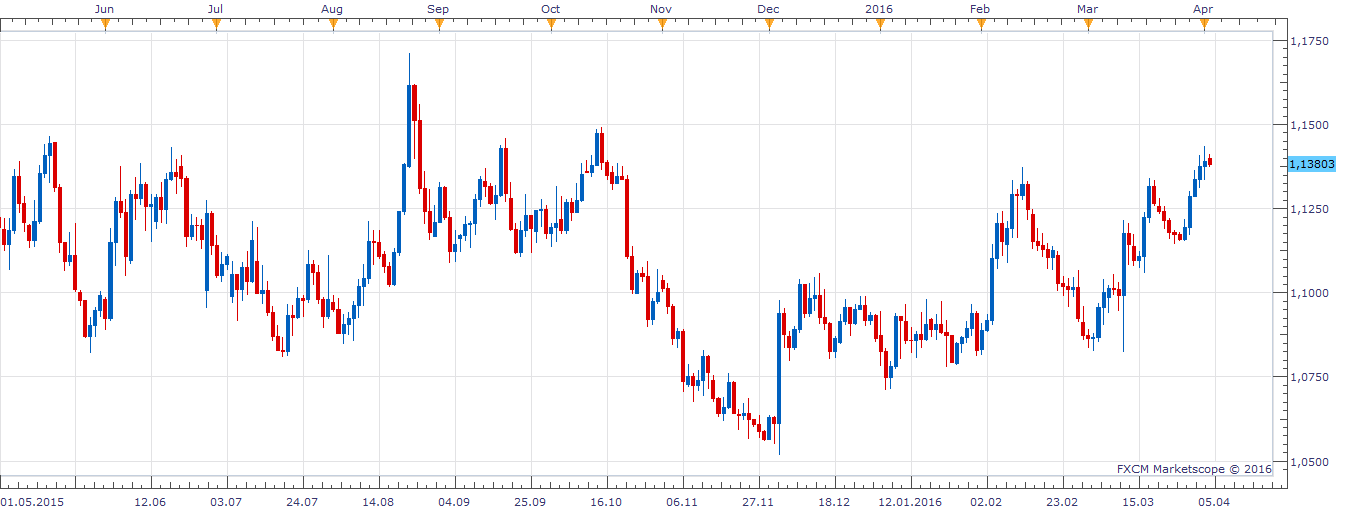 Jun Jul Aug Sep Oct Nov Dec 2016 Feb Mar Apr
1,1750
1,1500
1,13803
1,1250
1,1000
1,0750
1,0500
FXCM Marketscope © 2016
01.05.2015 12.06 03.07 24.07 14.08 04.09 25.09 16.10 06.11 27.11 18.12 12.01.2016 02.02 23.02 15.03 05.04